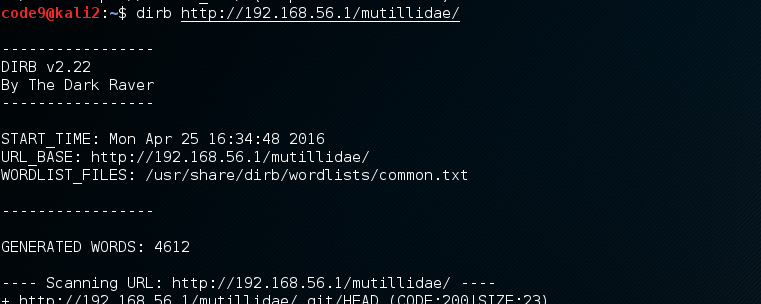 code9@kali2:~$ dirb http://192.168.56.1/mutillidae/
-----------------
DIRB v2.22
By The Dark Raver
-----------------
START_TIME: Mon Apr 25 16:34:48 2016
URL_BASE: http://192.168.56.1/mutillidae/
WORDLIST_FILES: /usr/share/dirb/wordlists/common.txt
-----------------
GENERATED WORDS: 4612
---- Scanning URL: http://192.168.56.1/mutillidae/ ----
+ http://192.168.56.1/mutillidae/.git/HEAD (CODE:200|SIZE:23)